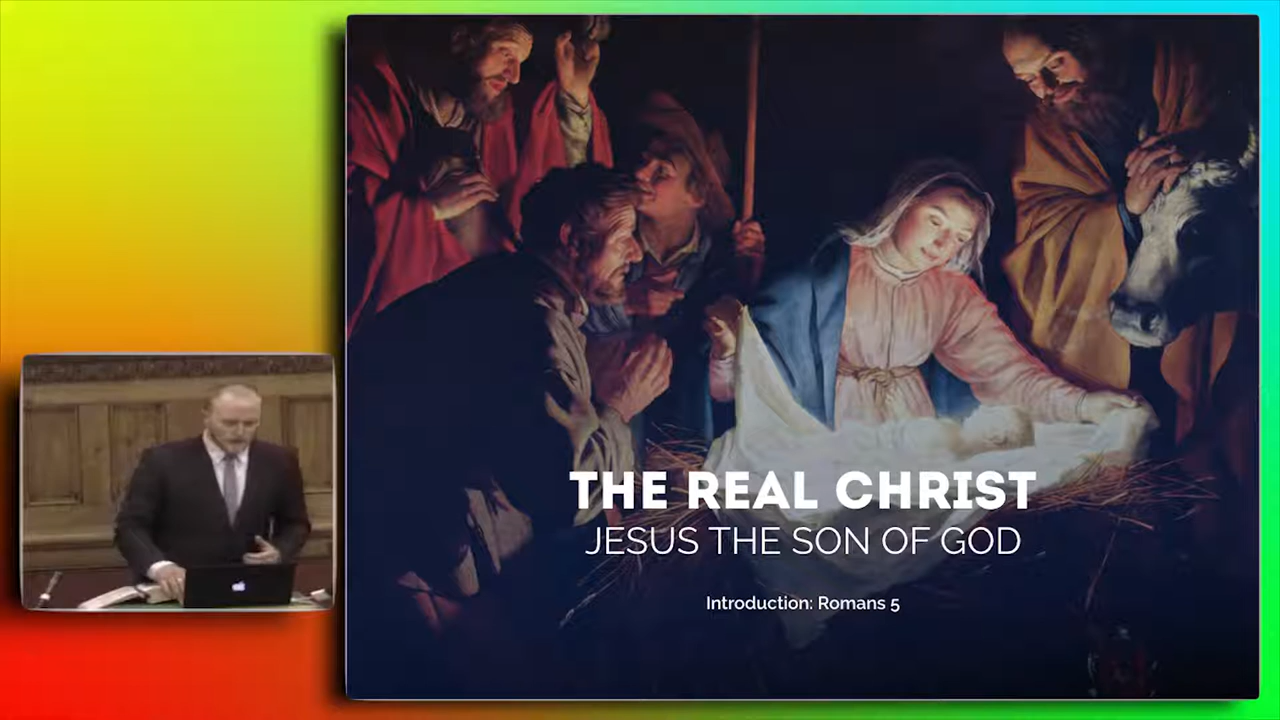 THE REAL CHRIST
JESUS THE SON OF GOD
Introduction: Romans 5